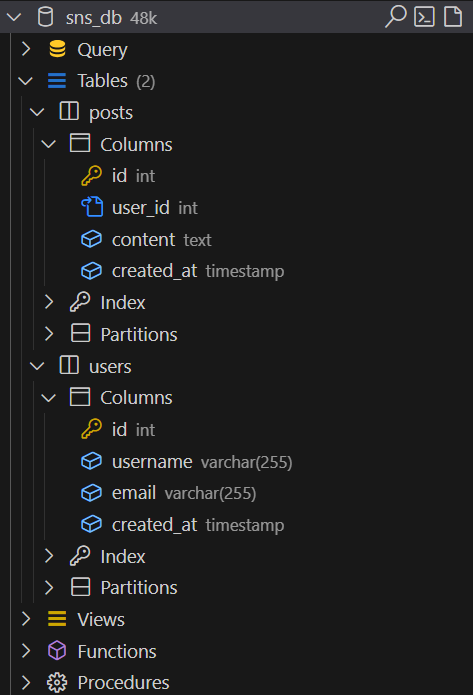 sns_db 48k
Query
Tables (2)
posts
Columns
id int
user_id int
content text
created_at timestamp
Index
Partitions
users
Columns
id int
username varchar(255)
email varchar(255)
created_at timestamp
Index
Partitions
Views
Functions
Procedures